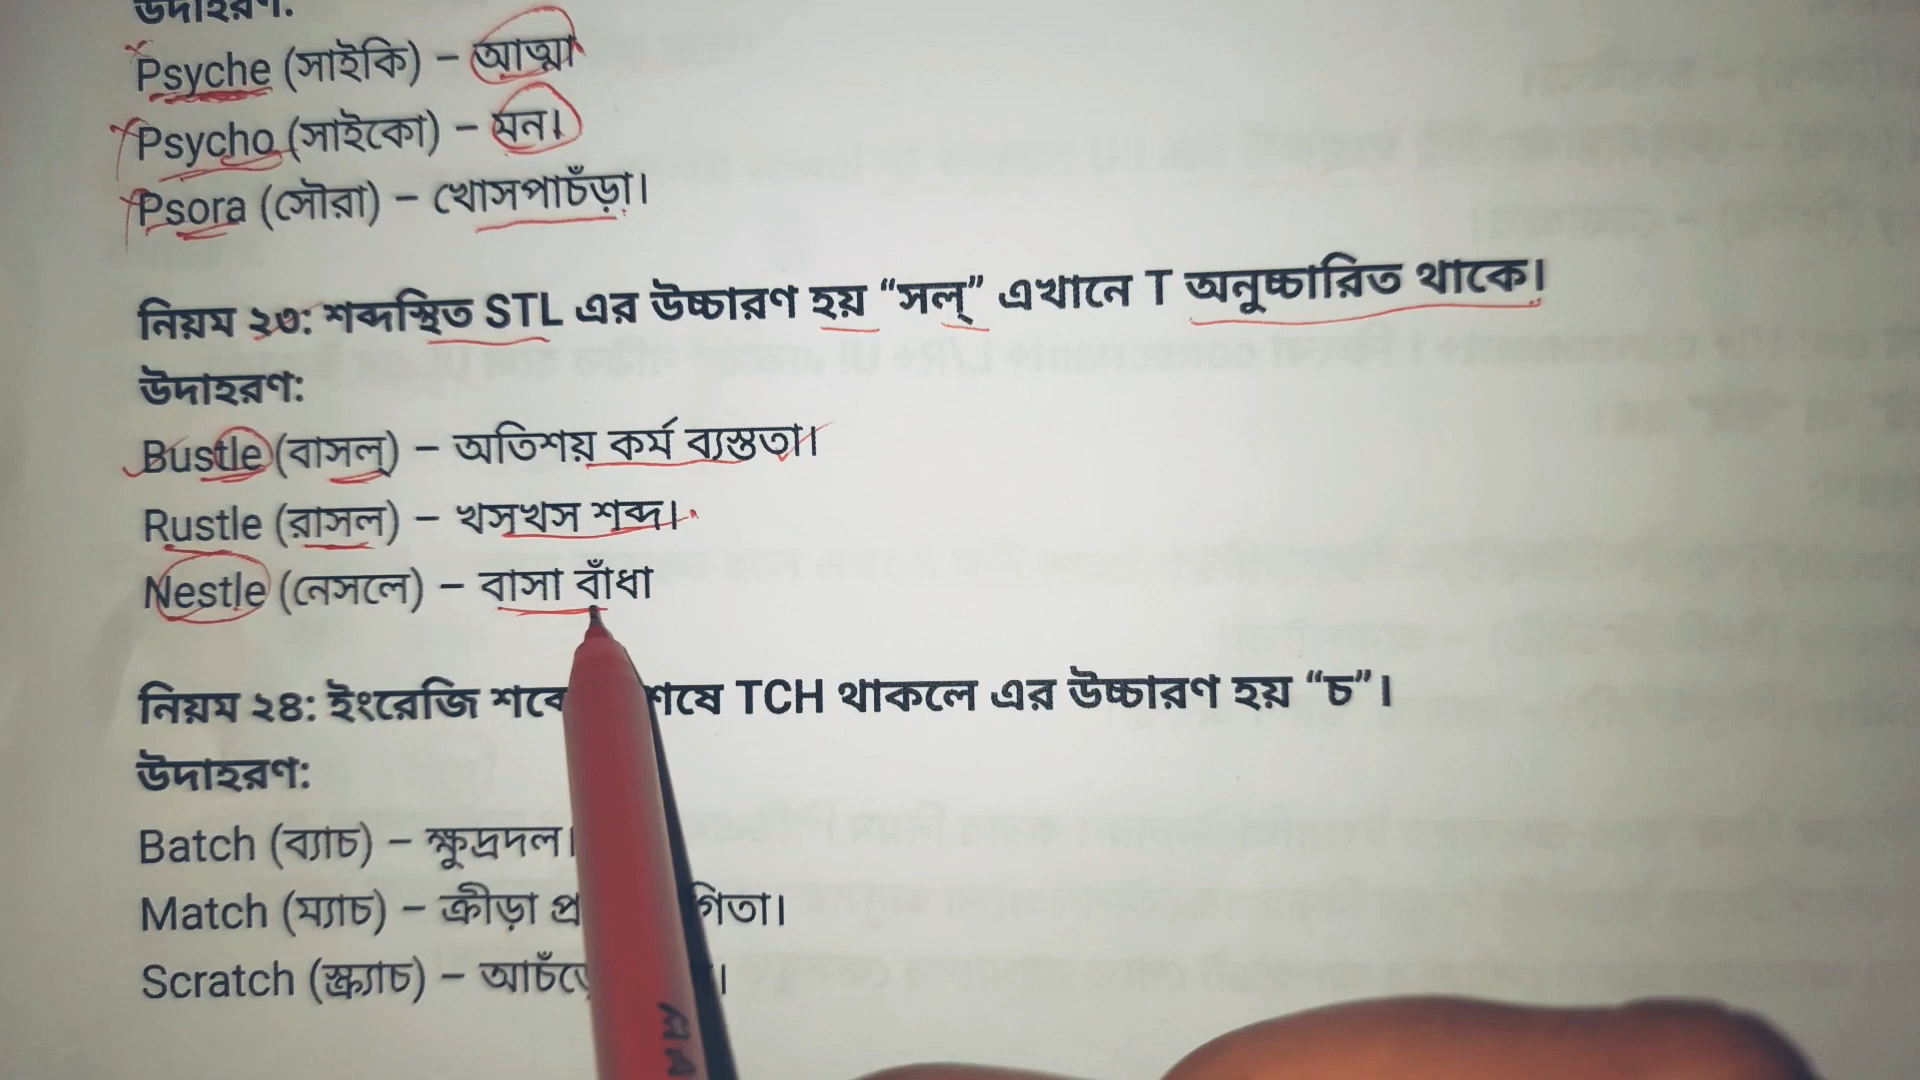 উদাহরণ:
Psyche (সাইকি) – আত্মা
Psycho (সাইকো) – মন।
Psora (সৌরা) – খোসপাচঁড়া।
নিয়ম ২৩: শব্দস্থিত STL এর উচ্চারণ হয় “সল্” এখানে T অনুচ্চারিত থাকে।
উদাহরণ:
Bustle (বাসল্) – অতিশয় কর্ম ব্যস্ততা।
Rustle (রাসল) – খসখস শব্দ।
Nestle (নেসলে) – বাসা বাঁধা
নিয়ম ২৪: ইংরেজি TCH থাকলে এর উচ্চারণ হয় “চ”।
উদাহরণ:
Batch (ব্যাচ) – ক্ষুদ্রদল।
Match (ম্যাচ) – ক্রীড়া
Scratch (স্ক্র্যাচ) –